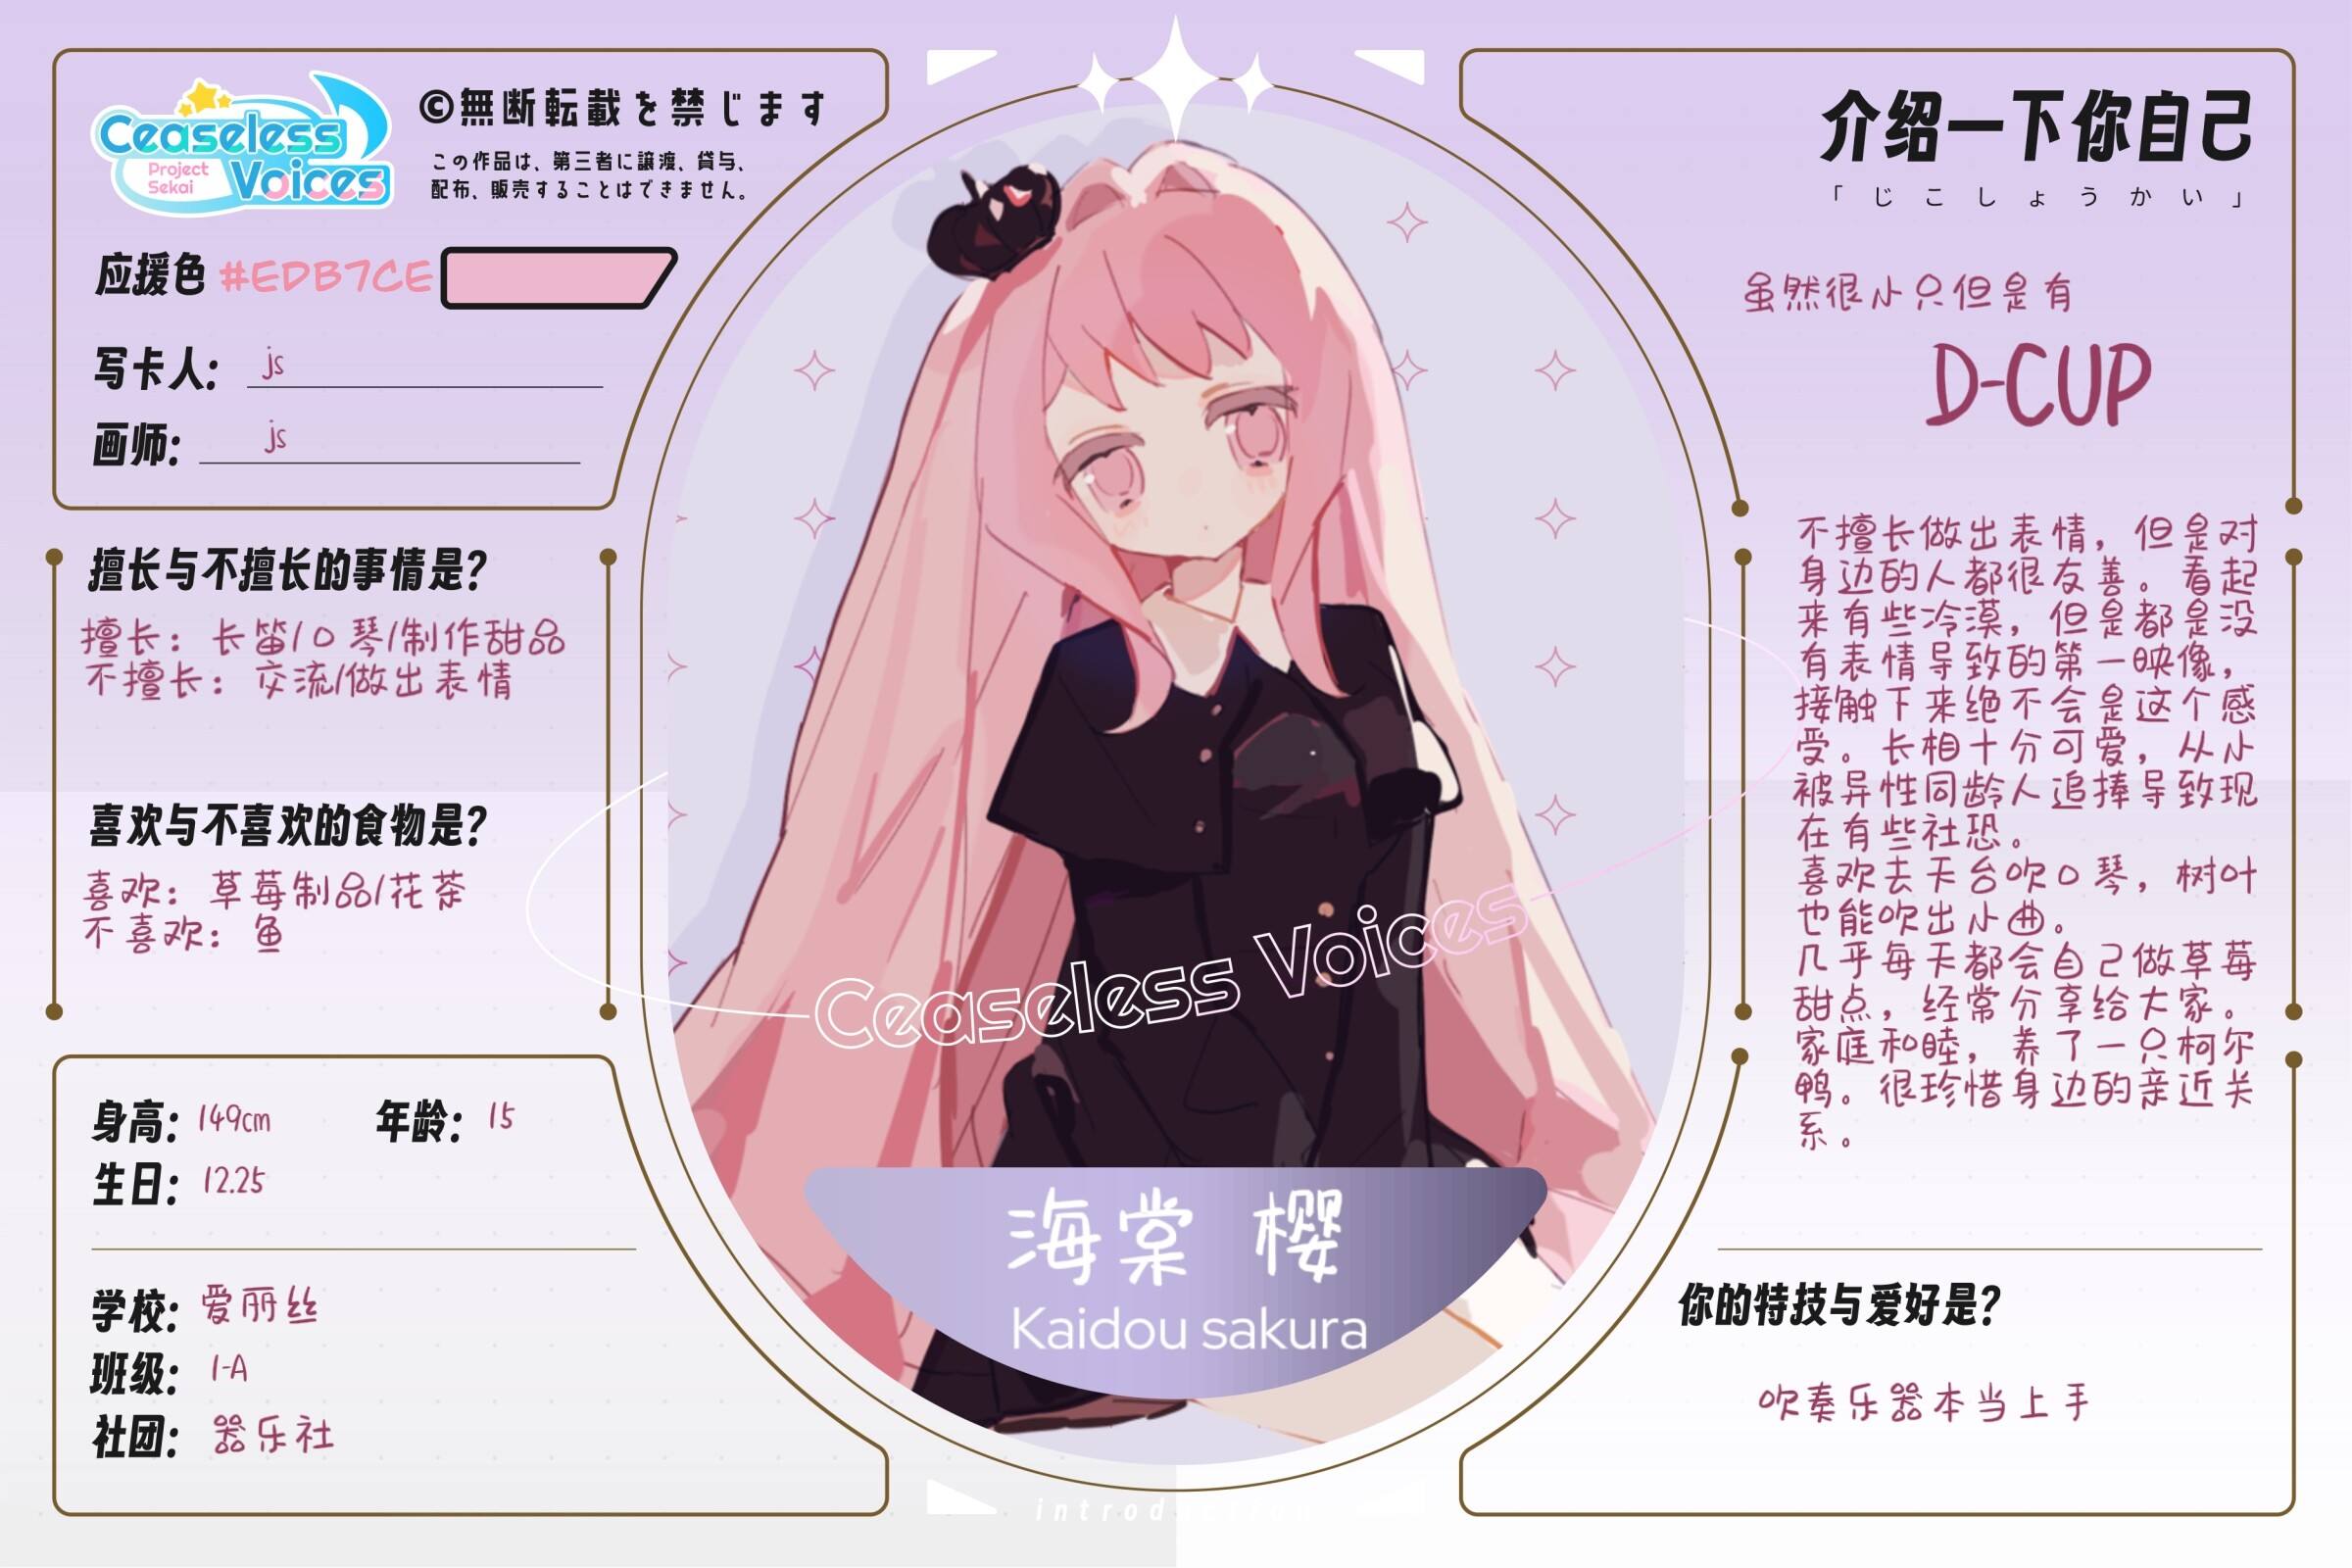 Ceaseless
Project
Sekai
Voices
©無断転載を禁じます
この作品は、第三者に譲渡、貸与、
配布、販売することはできません。
应援色 #EDB7CE
写卡人: js
画师: js
擅长与不擅长的事情是?
擅长: 长笛/口琴/制作甜品
不擅长: 交流/做出表情
喜欢与不喜欢的食物是?
喜欢: 草莓制品/花茶
不喜欢: 鱼
身高: 149cm 年龄: 15
生日: 12.25
学校: 爱丽丝
班级: 1-A
社团: 器乐社
Ceaseless Voices
海棠 樱
Kaidou sakura
介绍一下你自己
「じこしょうかい」
虽然很小只但是有
D-CUP
不擅长做出表情，但是对
身边的人都很友善。看起
来有些冷漠，但是都是没
有表情导致的第一映像，
接触下来绝不会是这个感
受。长相十分可爱，从小
被异性同龄人追捧导致现
在有些社恐。
喜欢去天台吹口琴，树叶
也能吹出小曲。
几乎每天都会自己做草莓
甜点，经常分享给大家。
家庭和睦，养了一只柯尔
鸭。很珍惜身边的亲近关
系。
你的特技与爱好是?
吹奏乐器本当上手